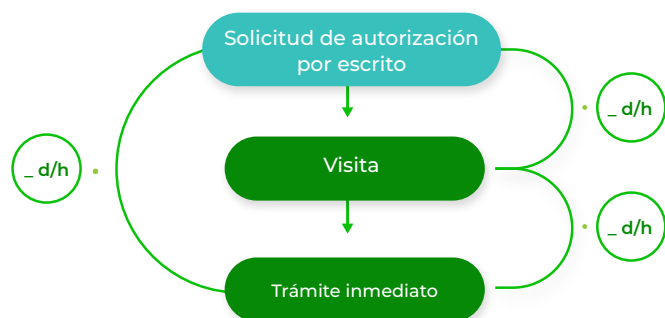 Solicitud de autorización
por escrito
_ d/h
_ d/h
Visita
_ d/h
Trámite inmediato